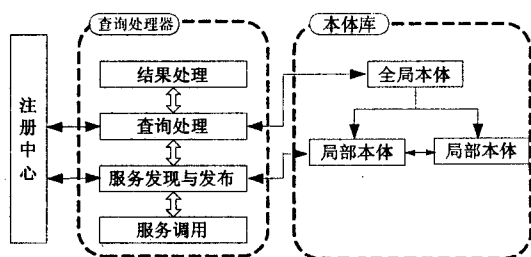 查询处理器
本体库
注册中心
结果处理
查询处理
服务发现与发布
服务调用
全局本体
局部本体
局部本体